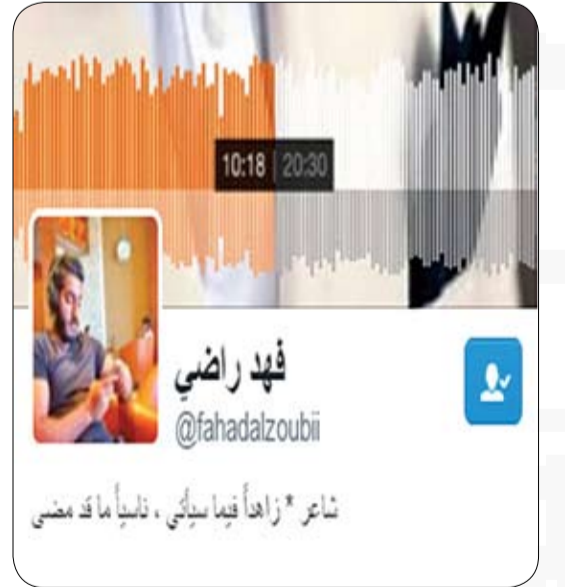 10:18 | 20:30
فهد راضي
@fahadalzoubii
شاعر * زاهداً فيما سيأتي ، ناسياً ما قد مضى